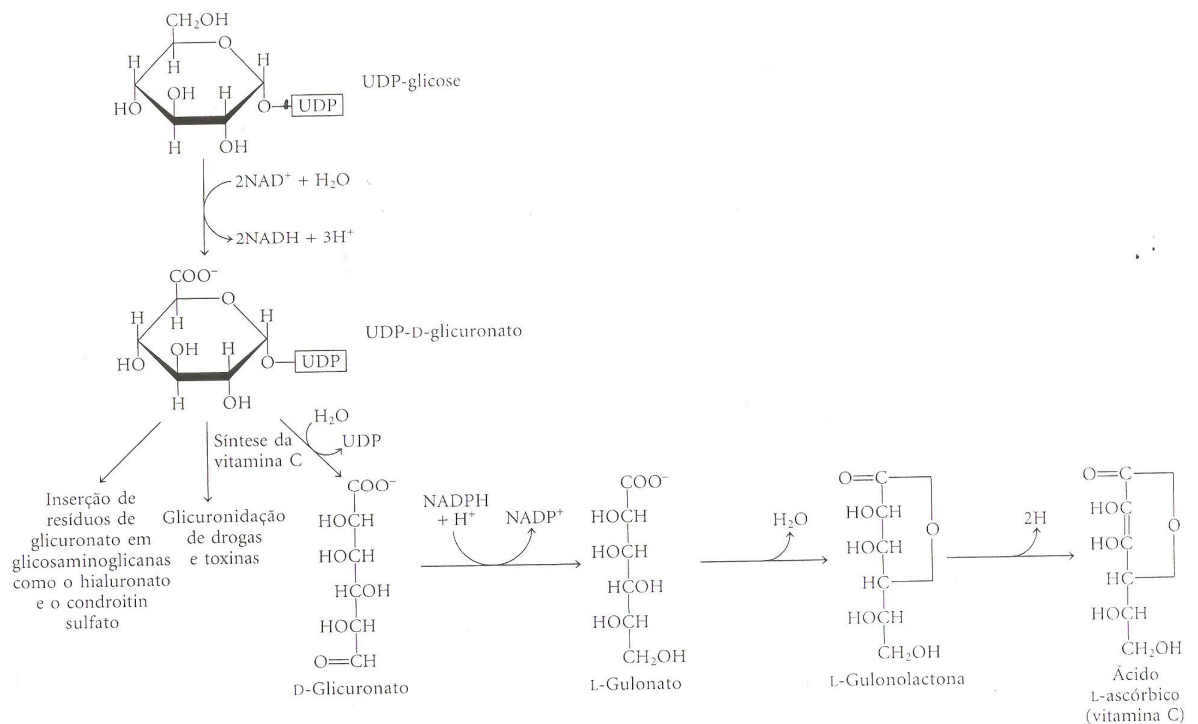 CH₂OH
O
H
H
H
OH
H
HO
O
UDP
H
OH
UDP-glicose
2NAD⁺ + H₂O
2NADH + 3H⁺
COO⁻
O
H
H
H
OH
H
HO
O
UDP
H
OH
UDP-D-glicuronato
Síntese da
vitamina C
H₂O
UDP
Inserção de
resíduos de
glicuronato em
glicosaminoglicanas
como o hialuronato
e o condroitin
sulfato
Glicuronidação
de drogas
e toxinas
COO⁻
HOCH
HOCH
HCOH
HOCH
O=CH
D-Glicuronato
NADPH
+ H⁺
NADP⁺
COO⁻
HOCH
HOCH
HCOH
HOCH
CH₂OH
L-Gulonato
H₂O
O=C
HOCH
O
HOCH
HC
HOCH
CH₂OH
L-Gulonolactona
2H
O=C
HOC
O
HOC
HC
HOCH
CH₂OH
Ácido
L-ascórbico
(vitamina C)